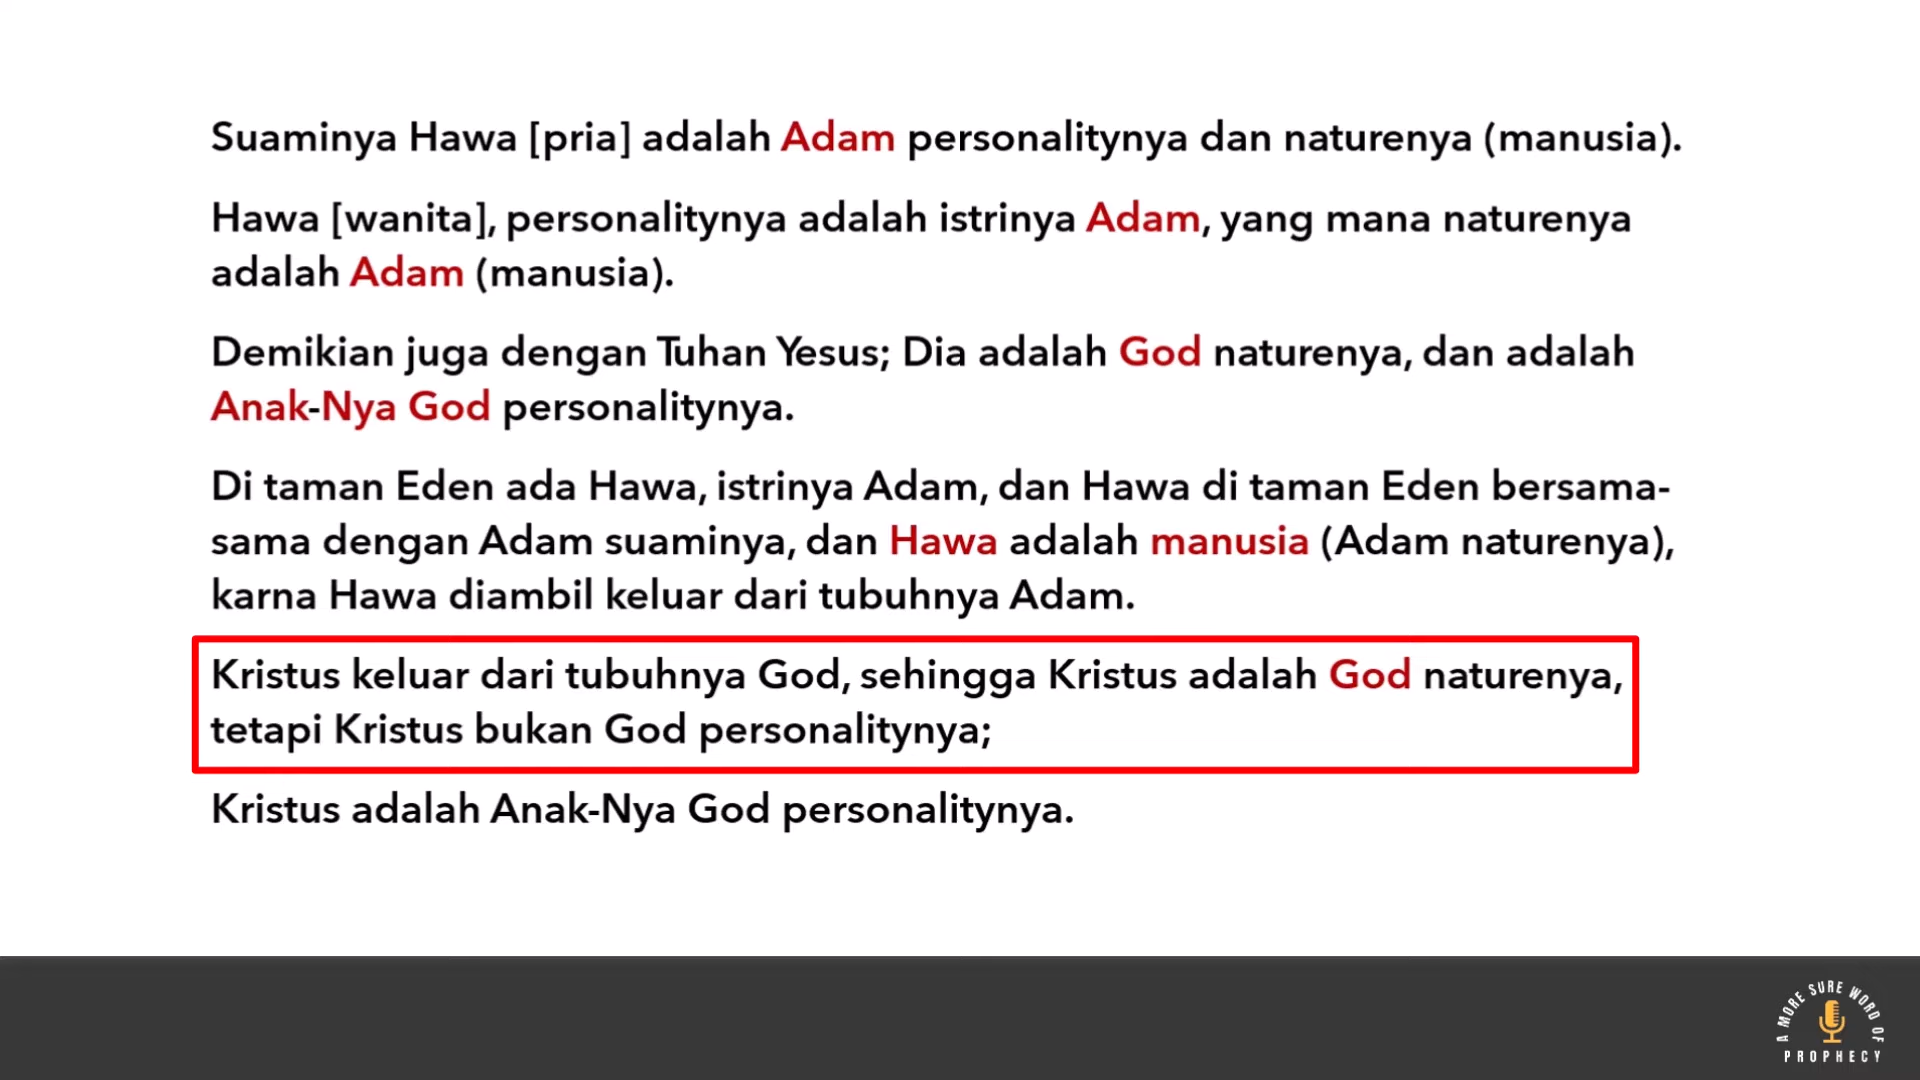 Suaminya Hawa [pria] adalah Adam personalitynya dan naturenya (manusia).
Hawa [wanita], personalitynya adalah istrinya Adam, yang mana naturenya
adalah Adam (manusia).
Demikian juga dengan Tuhan Yesus; Dia adalah God naturenya, dan adalah
Anak-Nya God personalitynya.
Di taman Eden ada Hawa, istrinya Adam, dan Hawa di taman Eden bersama-
sama dengan Adam suaminya, dan Hawa adalah manusia (Adam naturenya),
karna Hawa diambil keluar dari tubuhnya Adam.
Kristus keluar dari tubuhnya God, sehingga Kristus adalah God naturenya,
tetapi Kristus bukan God personalitynya;
Kristus adalah Anak-Nya God personalitynya.
A MORE SURE WORD OF
PROPHECY